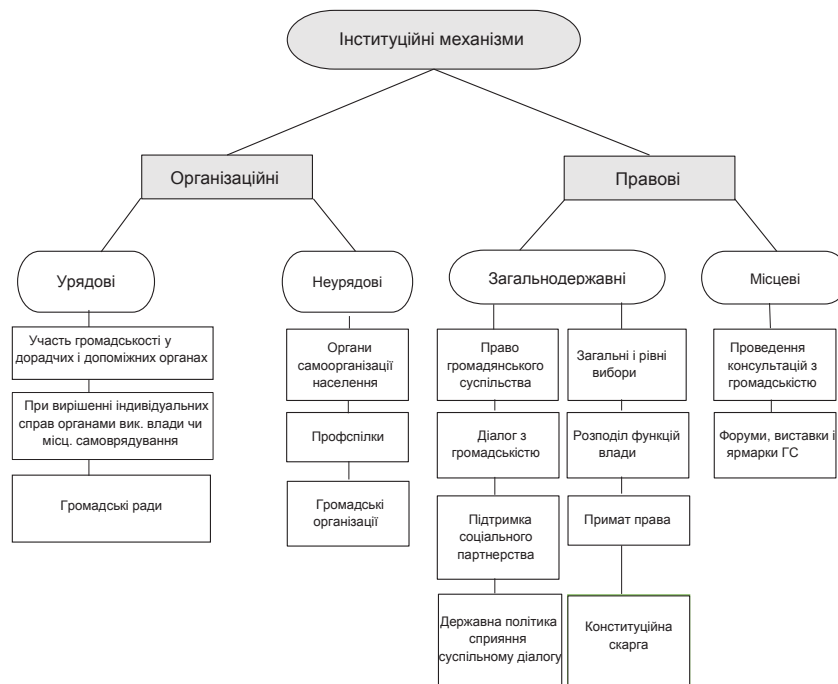 Інституційні механізми
Організаційні
Правові
Урядові
Неурядові
Загальнодержавні
Місцеві
Участь громадськості у
дорадчих і допоміжних органах
При вирішенні індивідуальних
справ органами вик. влади чи
місц. самоврядування
Громадські ради
Органи
самоорганізації
населення
Профспілки
Громадські
організації
Право
громадянського
суспільства
Діалог з
громадськістю
Підтримка
соціального
партнерства
Державна політика
сприяння
суспільному діалогу
Загальні і рівні
вибори
Розподіл функцій
влади
Примат права
Конституційна
скарга
Проведення
консультацій з
громадськістю
Форуми, виставки і
ярмарки ГС